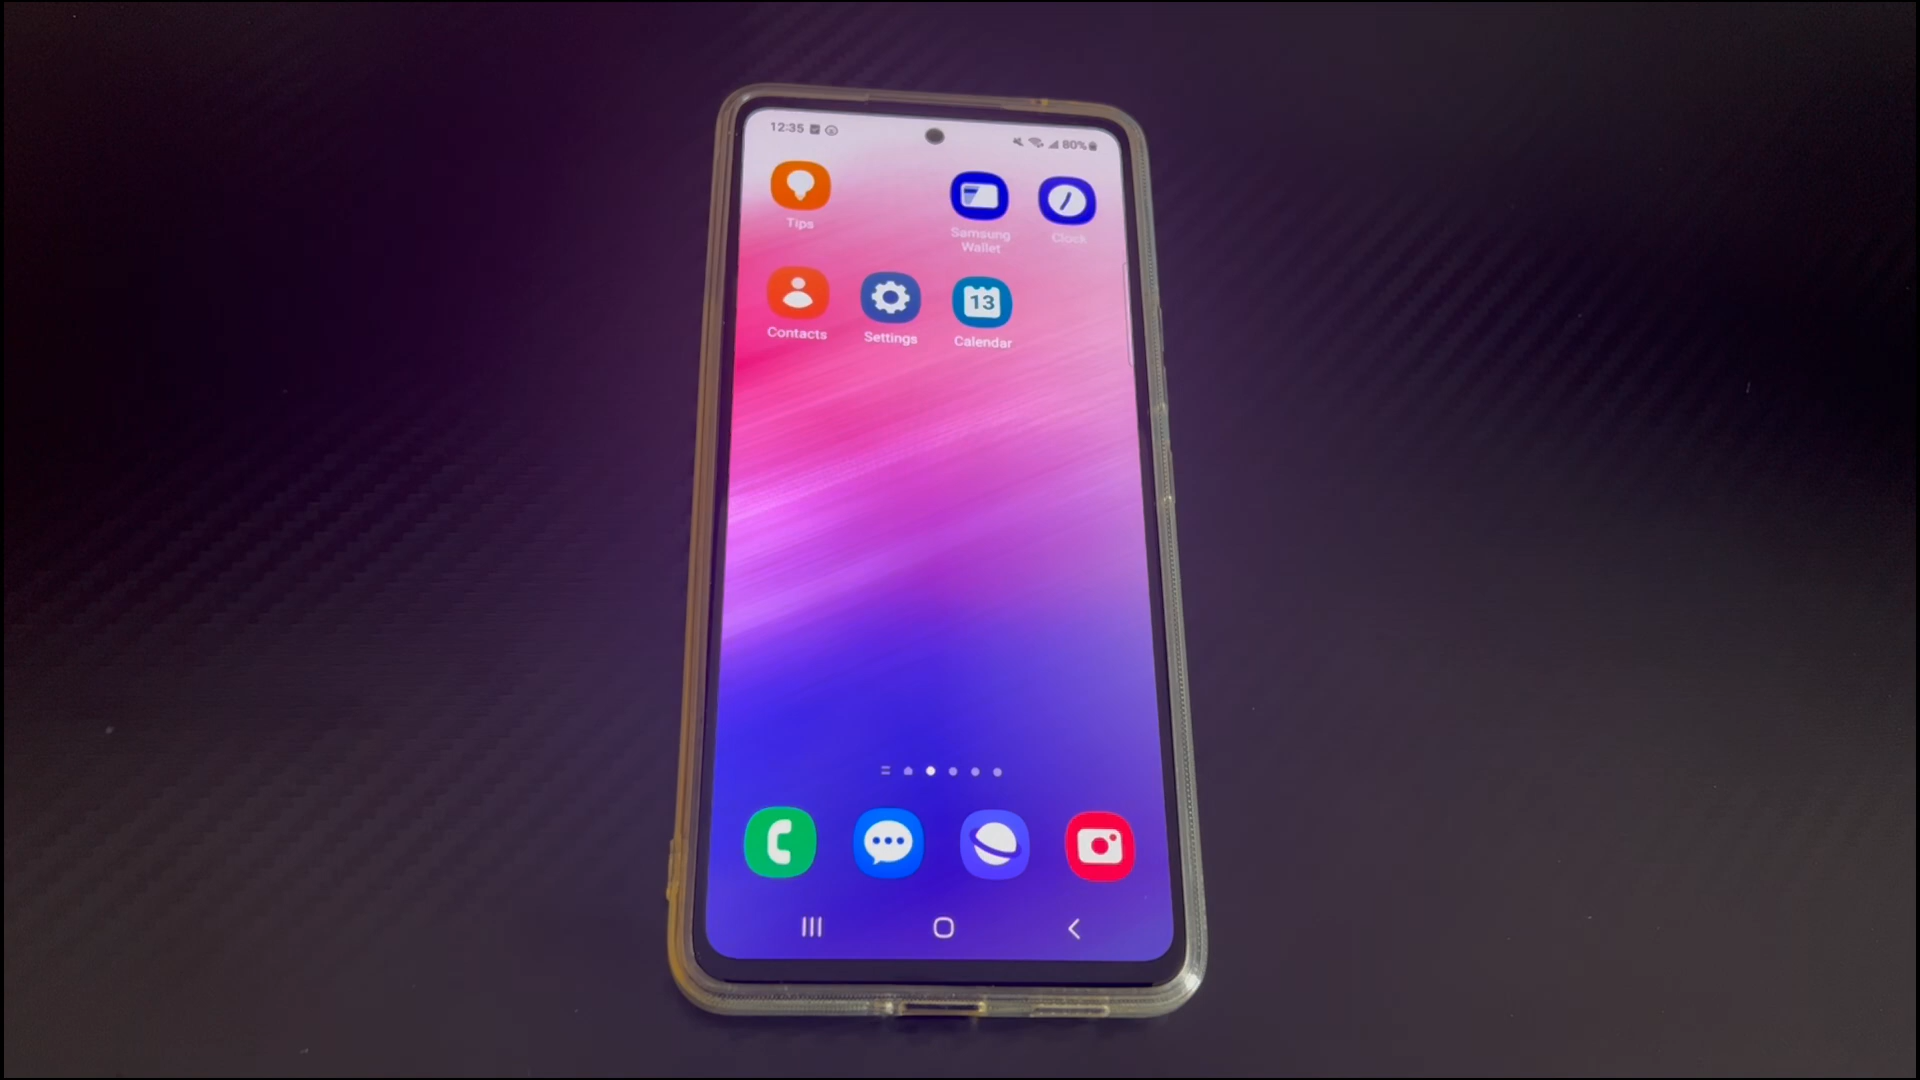 12:35
80%
Tips
Samsung
Wallet
Clock
Contacts
Settings
13
Calendar